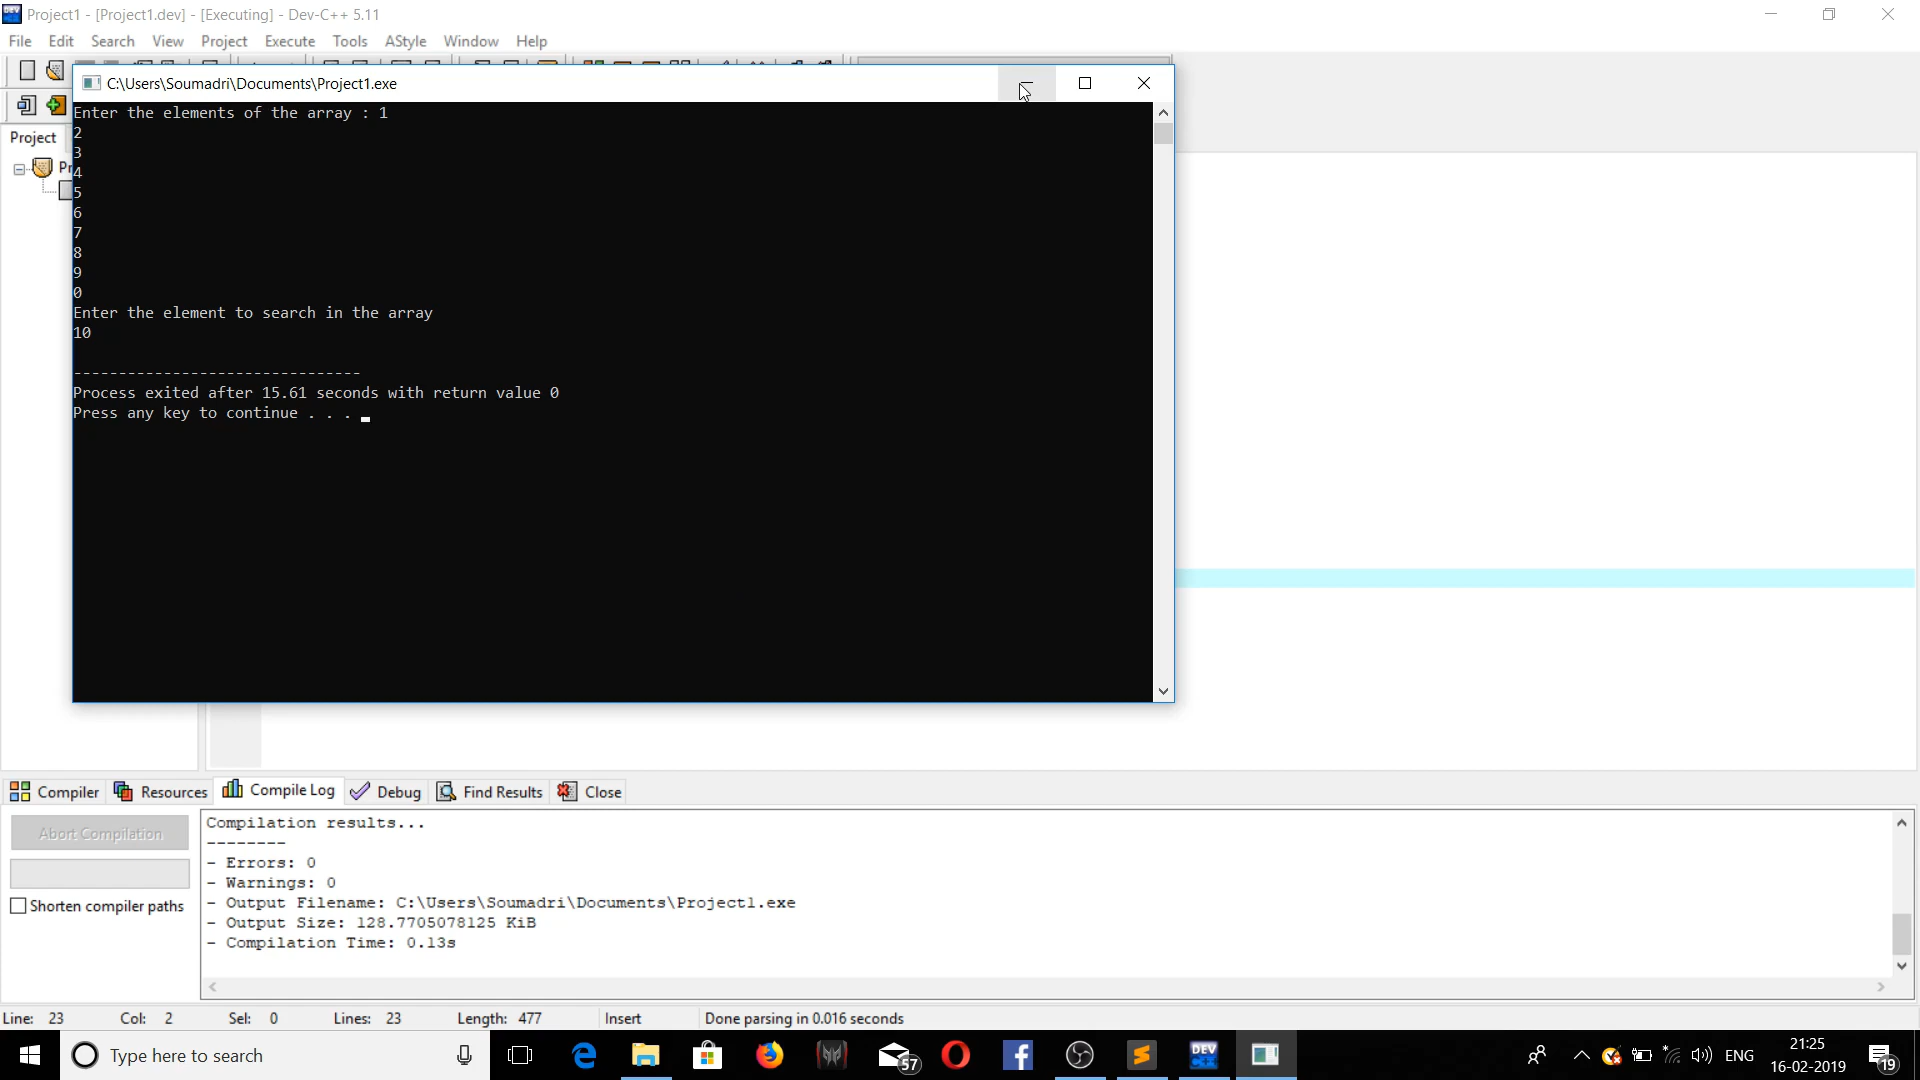 Project1 - [Project1.dev] - [Executing] - Dev-C++ 5.11
File Edit Search View Project Execute Tools AStyle Window Help
C:\Users\Soumadri\Documents\Project1.exe
Project
Pr
Enter the elements of the array : 1
2
3
4
5
6
7
8
9
0
Enter the element to search in the array
10
--------------------------------
Process exited after 15.61 seconds with return value 0
Press any key to continue . . .
Compiler Resources Compile Log Debug Find Results Close
Abort Compilation
Shorten compiler paths
Compilation results...
--------
- Errors: 0
- Warnings: 0
- Output Filename: C:\Users\Soumadri\Documents\Project1.exe
- Output Size: 128.7705078125 KiB
- Compilation Time: 0.13s
Line: 23 Col: 2 Sel: 0 Lines: 23 Length: 477 Insert Done parsing in 0.016 seconds
Type here to search
57
DEV
ENG
21:25
16-02-2019
19